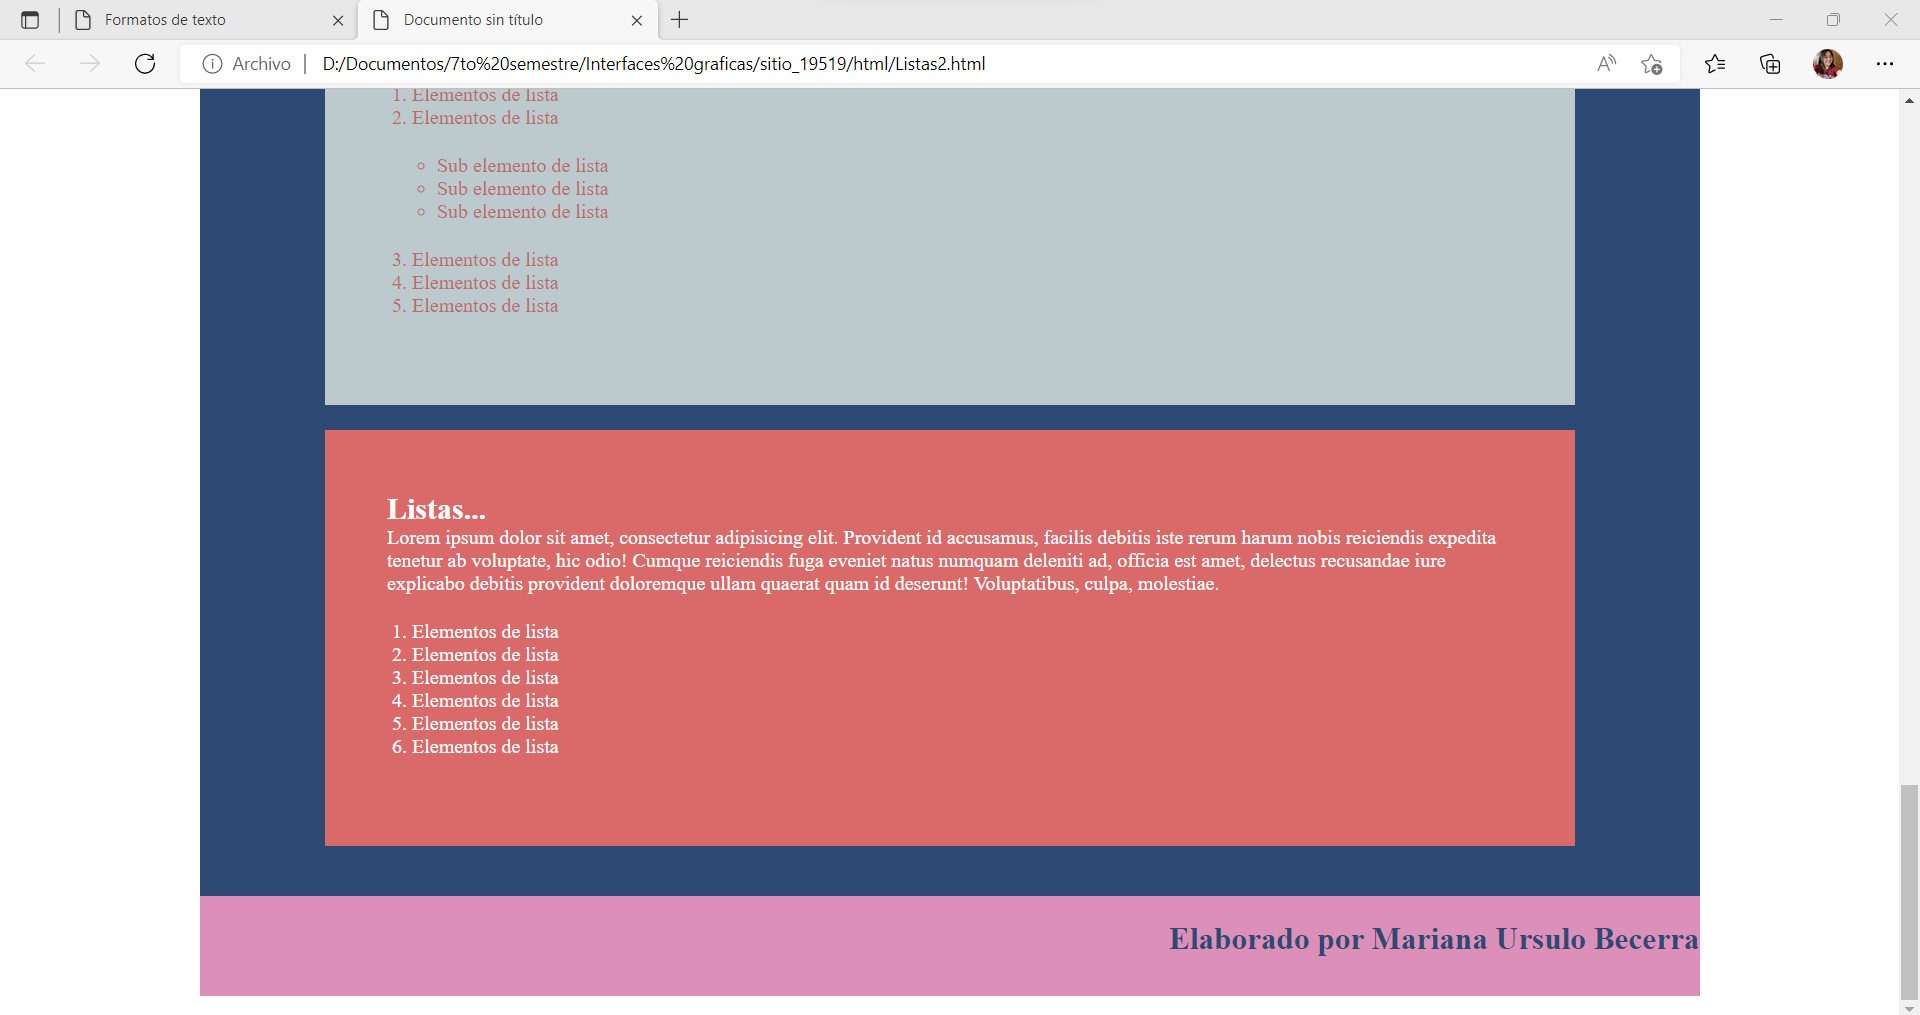 Formatos de texto
Documento sin título
Archivo
D:/Documentos/7to%20semestre/Interfaces%20graficas/sitio_19519/html/Listas2.html
1. Elementos de lista
2. Elementos de lista
Sub elemento de lista
Sub elemento de lista
Sub elemento de lista
3. Elementos de lista
4. Elementos de lista
5. Elementos de lista
Listas...
Lorem ipsum dolor sit amet, consectetur adipisicing elit. Provident id accusamus, facilis debitis iste rerum harum nobis reiciendis expedita
tenetur ab voluptate, hic odio! Cumque reiciendis fuga eveniet natus numquam deleniti ad, officia est amet, delectus recusandae iure
explicabo debitis provident doloremque ullam quaerat quam id deserunt! Voluptatibus, culpa, molestiae.
1. Elementos de lista
2. Elementos de lista
3. Elementos de lista
4. Elementos de lista
5. Elementos de lista
6. Elementos de lista
Elaborado por Mariana Ursulo Becerra